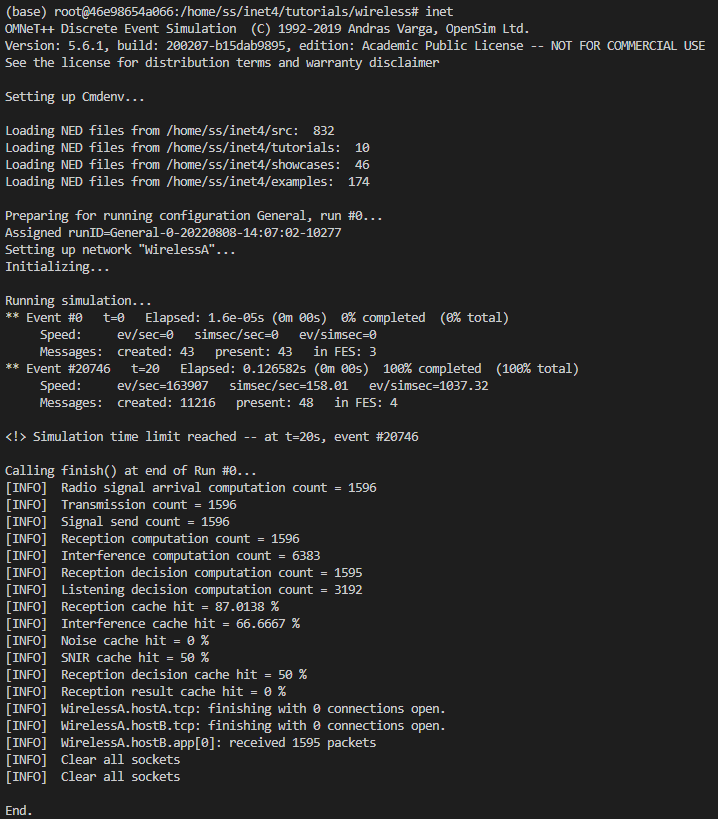 (base) root@46e98654a066:/home/ss/inet4/tutorials/wireless# inet
OMNeT++ Discrete Event Simulation  (C) 1992-2019 Andras Varga, OpenSim Ltd.
Version: 5.6.1, build: 200207-b15dab9895, edition: Academic Public License -- NOT FOR COMMERCIAL USE
See the license for distribution terms and warranty disclaimer

Setting up Cmdenv...

Loading NED files from /home/ss/inet4/src:  832
Loading NED files from /home/ss/inet4/tutorials:  10
Loading NED files from /home/ss/inet4/showcases:  46
Loading NED files from /home/ss/inet4/examples:  174

Preparing for running configuration General, run #0...
Assigned runID=General-0-20220808-14:07:02-10277
Setting up network "WirelessA"...
Initializing...

Running simulation...
** Event #0   t=0   Elapsed: 1.6e-05s (0m 00s)  0% completed  (0% total)
     Speed:     ev/sec=0   simsec/sec=0   ev/simsec=0
     Messages:  created: 43   present: 43   in FES: 3
** Event #20746   t=20   Elapsed: 0.126582s (0m 00s)  100% completed  (100% total)
     Speed:     ev/sec=163907   simsec/sec=158.01   ev/simsec=1037.32
     Messages:  created: 11216   present: 48   in FES: 4

<!> Simulation time limit reached -- at t=20s, event #20746

Calling finish() at end of Run #0...
[INFO]  Radio signal arrival computation count = 1596
[INFO]  Transmission count = 1596
[INFO]  Signal send count = 1596
[INFO]  Reception computation count = 1596
[INFO]  Interference computation count = 6383
[INFO]  Reception decision computation count = 1595
[INFO]  Listening decision computation count = 3192
[INFO]  Reception cache hit = 87.0138 %
[INFO]  Interference cache hit = 66.6667 %
[INFO]  Noise cache hit = 0 %
[INFO]  SNIR cache hit = 50 %
[INFO]  Reception decision cache hit = 50 %
[INFO]  Reception result cache hit = 0 %
[INFO]  WirelessA.hostA.tcp: finishing with 0 connections open.
[INFO]  WirelessA.hostB.tcp: finishing with 0 connections open.
[INFO]  WirelessA.hostB.app[0]: received 1595 packets
[INFO]  Clear all sockets
[INFO]  Clear all sockets

End.